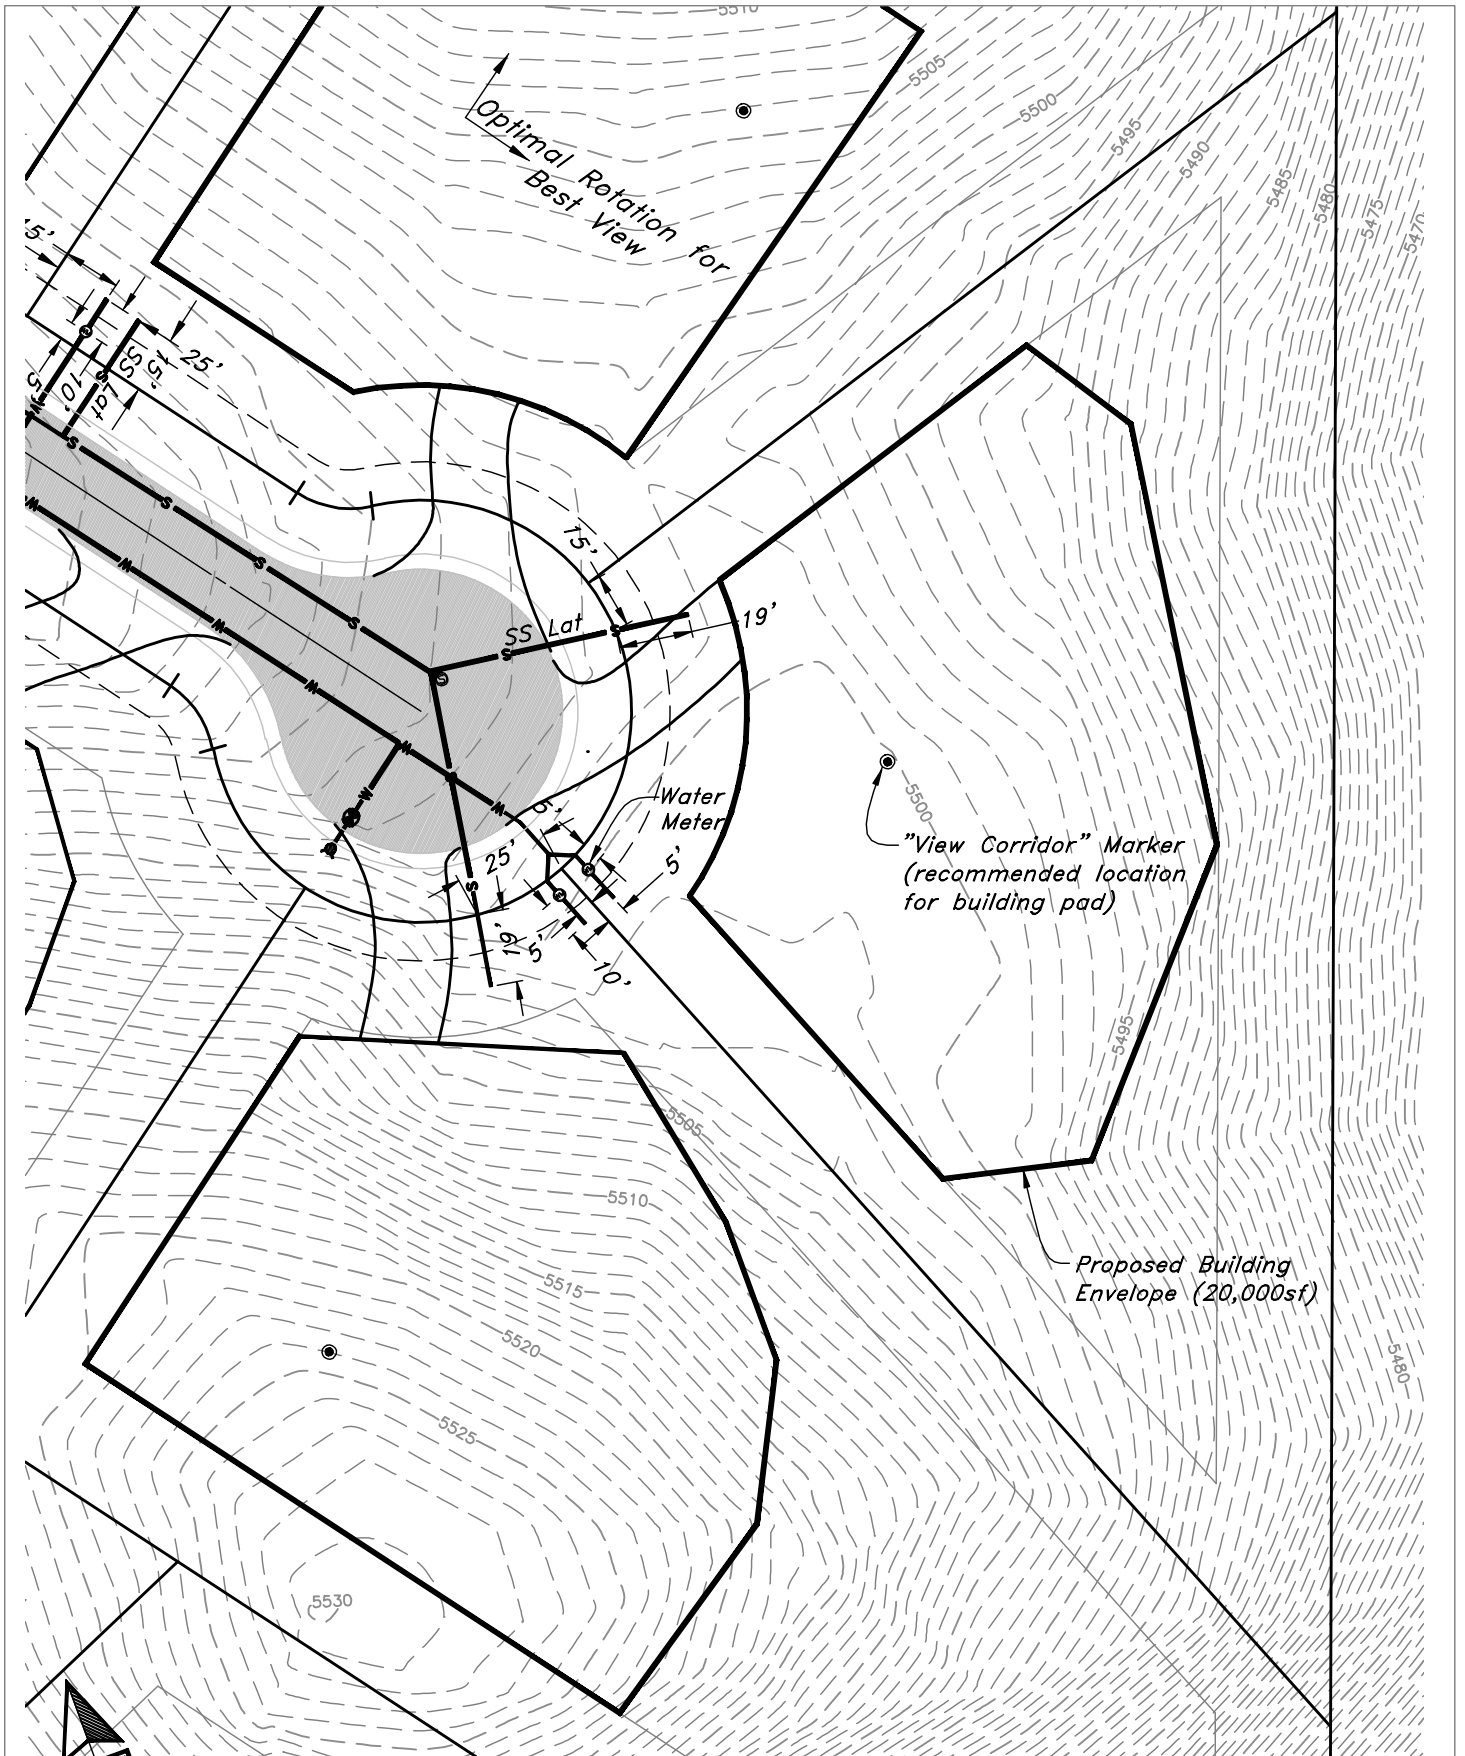 5510
5505
5500
5495
5490
5485
5480
5475
5470
Optimal Rotation for
Best View
15'
25'
15'
SS Lat
10'
5'
S
S
S
S
S
W
W
W
W
W
W
W
15'
SS Lat
S
S
19'
Water
Meter
5'
25'
5'
S
S
19'
5'
10'
5500
"View Corridor" Marker
(recommended location
for building pad)
5495
5505
5510
5515
5520
5525
5530
Proposed Building
Envelope (20,000sf)
5480